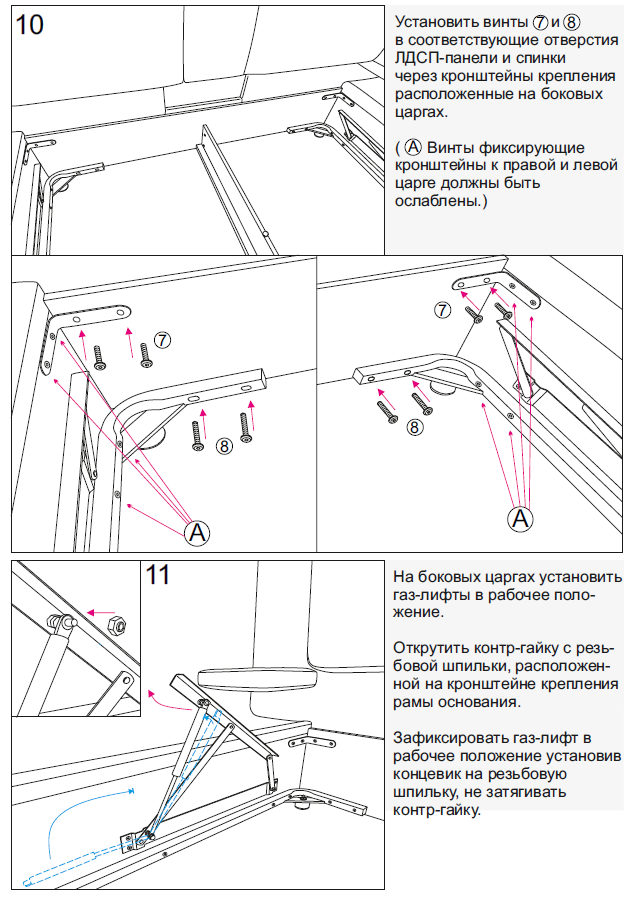 10
Установить винты 7 и 8
в соответствующие отверстия
ЛДСП-панели и спинки
через кронштейны крепления
расположенные на боковых
царгах.
( A Винты фиксирующие
кронштейны к правой и левой
царге должны быть
ослаблены.)
7
8
A
7
8
A
11
На боковых царгах установить
газ-лифты в рабочее поло-
жение.
Открутить контр-гайку с резь-
бовой шпильки, расположен-
ной на кронштейне крепления
рамы основания.
Зафиксировать газ-лифт в
рабочее положение установив
концевик на резьбовую
шпильку, не затягивать
контр-гайку.